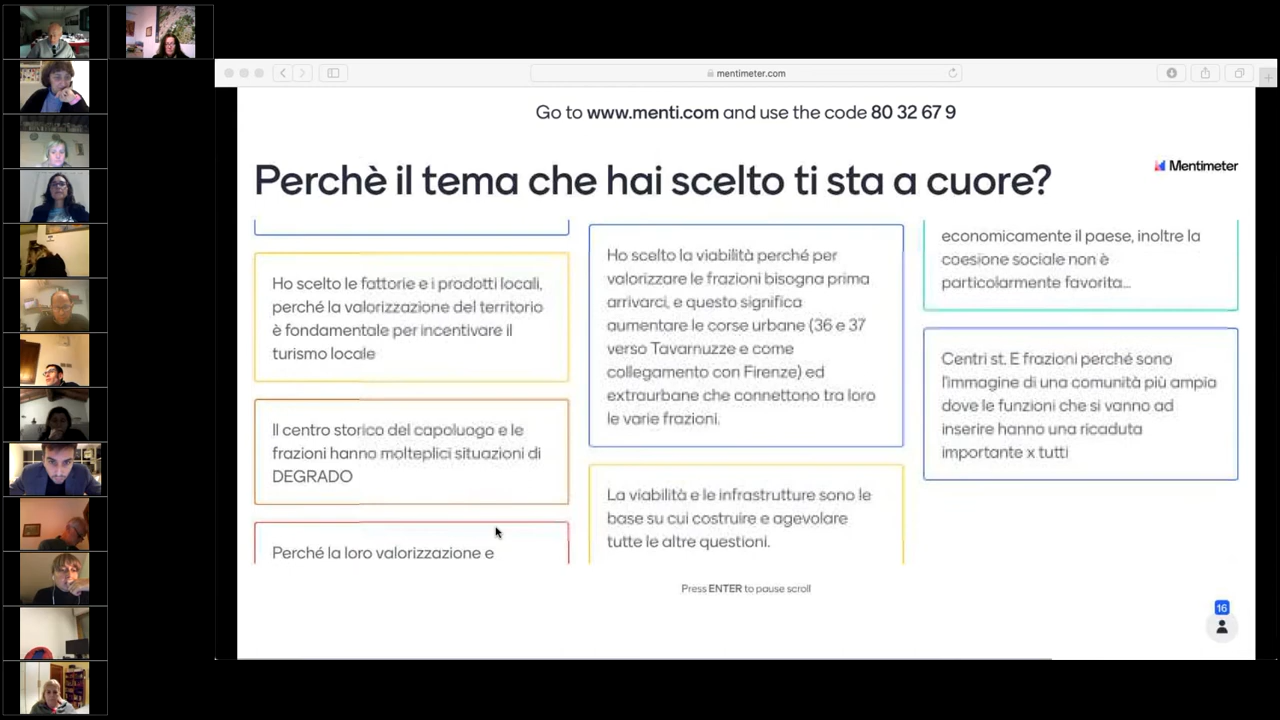 mentimeter.com
Go to www.menti.com and use the code 80 32 67 9
Perchè il tema che hai scelto ti sta a cuore?
Mentimeter
Ho scelto le fattorie e i prodotti locali,
perché la valorizzazione del territorio
è fondamentale per incentivare il
turismo locale
Il centro storico del capoluogo e le
frazioni hanno molteplici situazioni di
DEGRADO
Perché la loro valorizzazione e
Ho scelto la viabilità perché per
valorizzare le frazioni bisogna prima
arrivarci, e questo significa
aumentare le corse urbane (36 e 37
verso Tavarnuzze e come
collegamento con Firenze) ed
extraurbane che connettono tra loro
le varie frazioni.
La viabilità e le infrastrutture sono le
base su cui costruire e agevolare
tutte le altre questioni.
economicamente il paese, inoltre la
coesione sociale non è
particolarmente favorita...
Centri st. E frazioni perché sono
l'immagine di una comunità più ampia
dove le funzioni che si vanno ad
inserire hanno una ricaduta
importante x tutti
Press ENTER to pause scroll
16